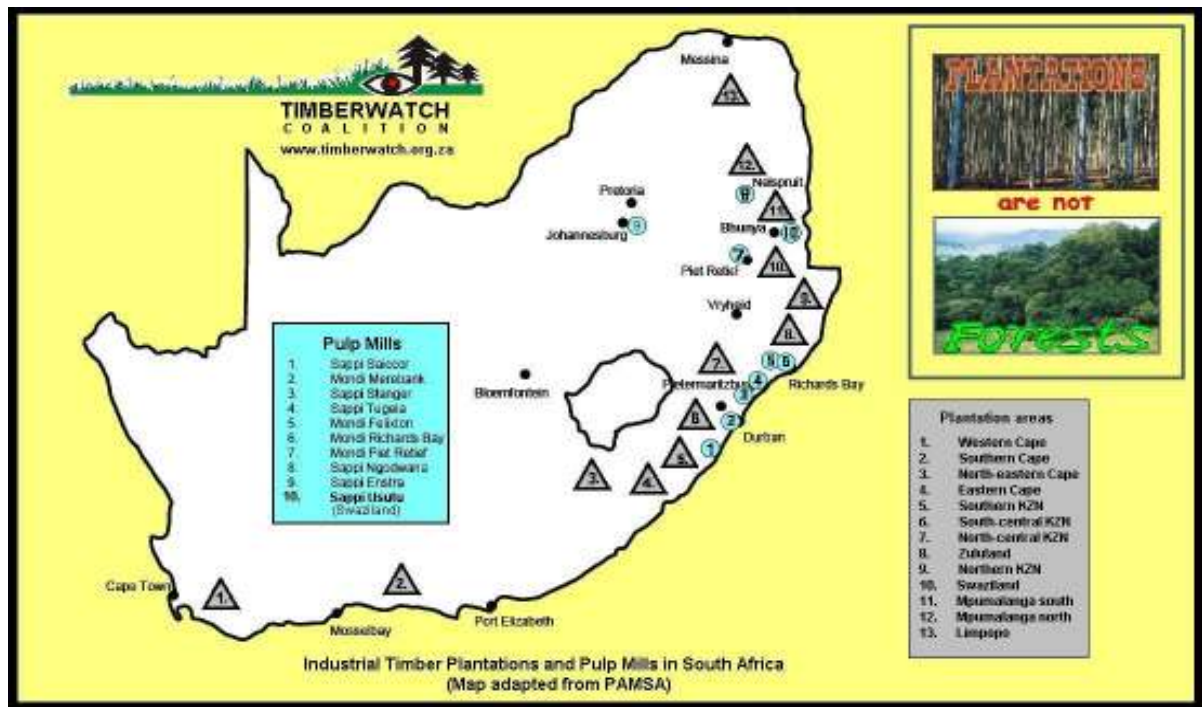 TIMBERWATCH
COALITION
www.timberwatch.org.za
PLANTATIONS
are not
Forests
Messina
13.
12.
Nelspruit
8
11.
Pretoria
Johannesburg
9
Bhunya
10
7
Piet Retief
10.
9.
Vryheid
8.
7.
5
6
Richards Bay
4
3
Bloemfontein
2
Durban
6
1
5.
3.
4.
Pulp Mills
1 Sappi Saiccor
2 Mondi Merebank
3 Sappi Stanger
4 Sappi Tugela
5 Mondi Felixton
6 Mondi Richards Bay
7 Mondi Piet Retief
8 Sappi Ngodwana
9 Sappi Enstra
10. Sappi Usutu
(Swaziland)
Plantation areas
1. Western Cape
2. Southern Cape
3. North-eastern Cape
4. Eastern Cape
5. Southern KZN
6. South-central KZN
7. North-central KZN
8. Zululand
9. Northern KZN
10. Swaziland
11. Mpumalanga south
12. Mpumalanga north
13. Limpopo
Cape Town
1.
2.
Mosselbay
Port Elizabeth
Industrial Timber Plantations and Pulp Mills in South Africa
(Map adapted from PAMSA)